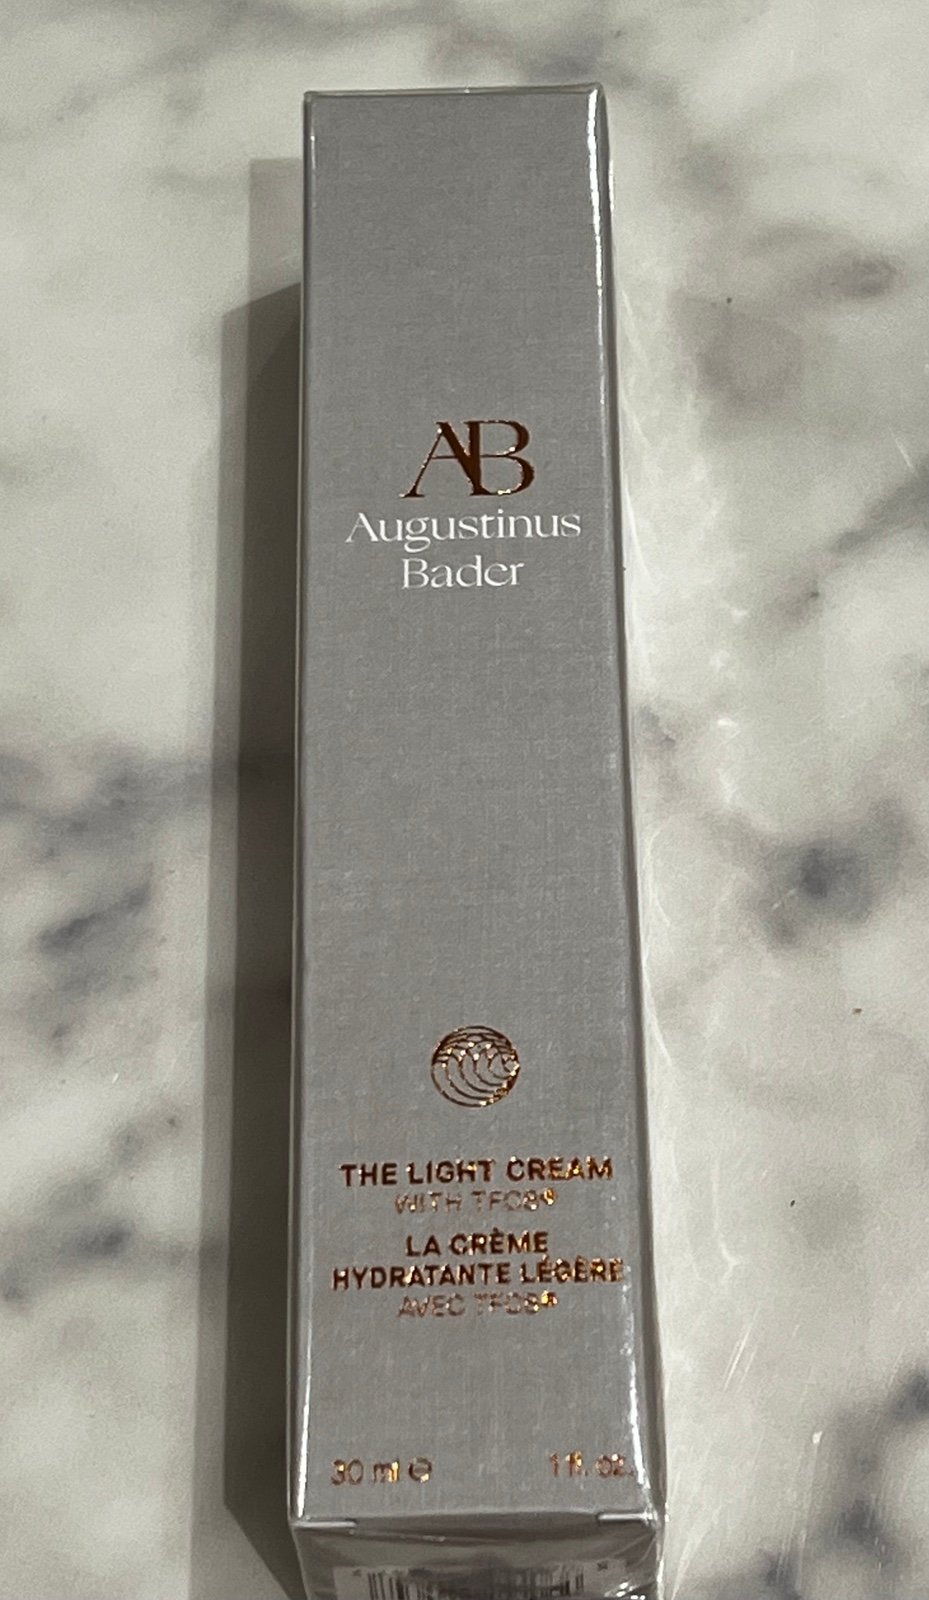 AB
Augustinus
Bader
THE LIGHT CREAM
WITH TFC8®
LA CRÈME
HYDRATANTE LÉGÈRE
AVEC TFC8®
30 ml ℮ 1 fl. oz.